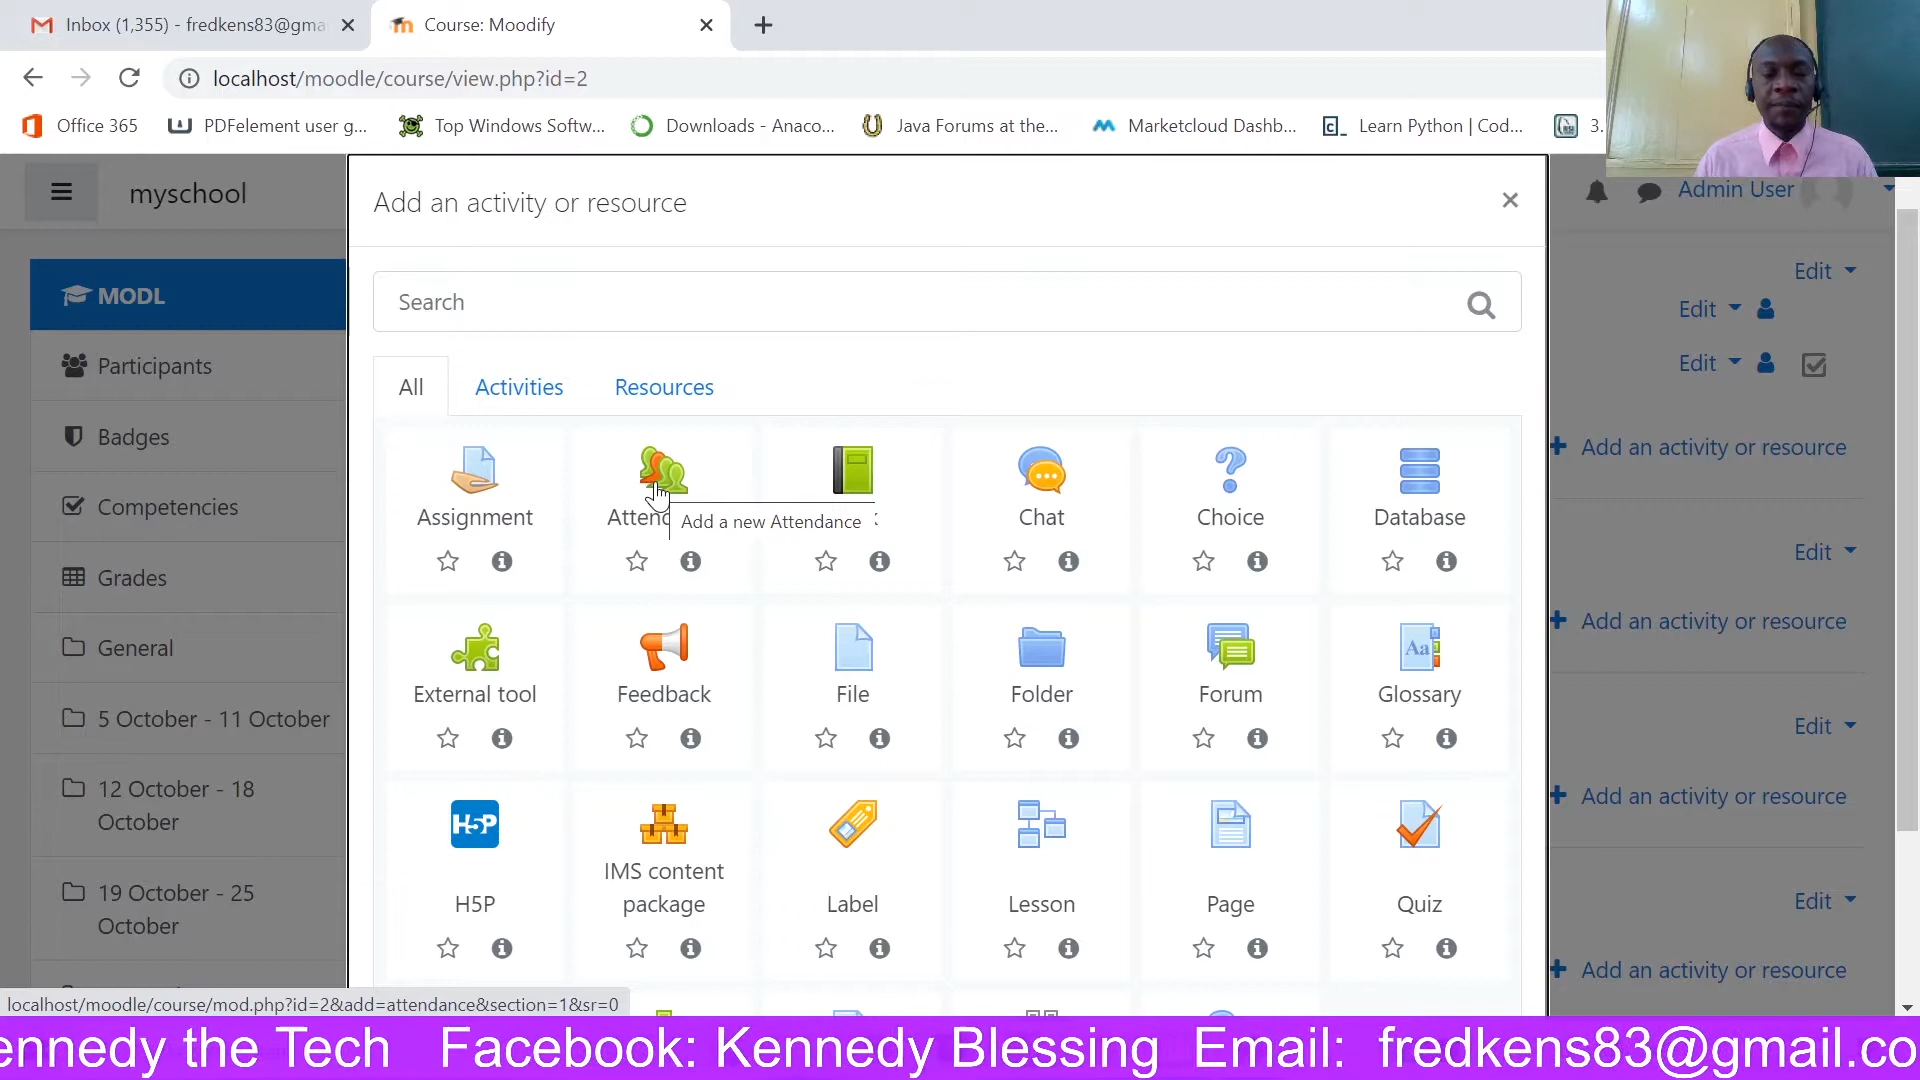 Inbox (1,355) - fredkens83@gma
Course: Moodify
localhost/moodle/course/view.php?id=2
Office 365
PDFelement user g...
Top Windows Softw...
Downloads - Anaco...
Java Forums at the...
Marketcloud Dashb...
Learn Python | Cod...
3.
myschool
Add an activity or resource
Admin User
Search
All
Activities
Resources
MODL
Participants
Badges
Competencies
Grades
General
5 October - 11 October
12 October - 18
October
19 October - 25
October
Assignment
Add a new Attendance
Chat
Choice
Database
External tool
Feedback
File
Folder
Forum
Aa
Glossary
H5P
H5P
IMS content
package
Label
Lesson
Page
Quiz
Edit
Edit
Edit
Add an activity or resource
Edit
Add an activity or resource
Edit
Add an activity or resource
Edit
Add an activity or resource
localhost/moodle/course/mod.php?id=2&add=attendance&section=1&sr=0
ennedy the Tech Facebook: Kennedy Blessing Email: fredkens83@gmail.co